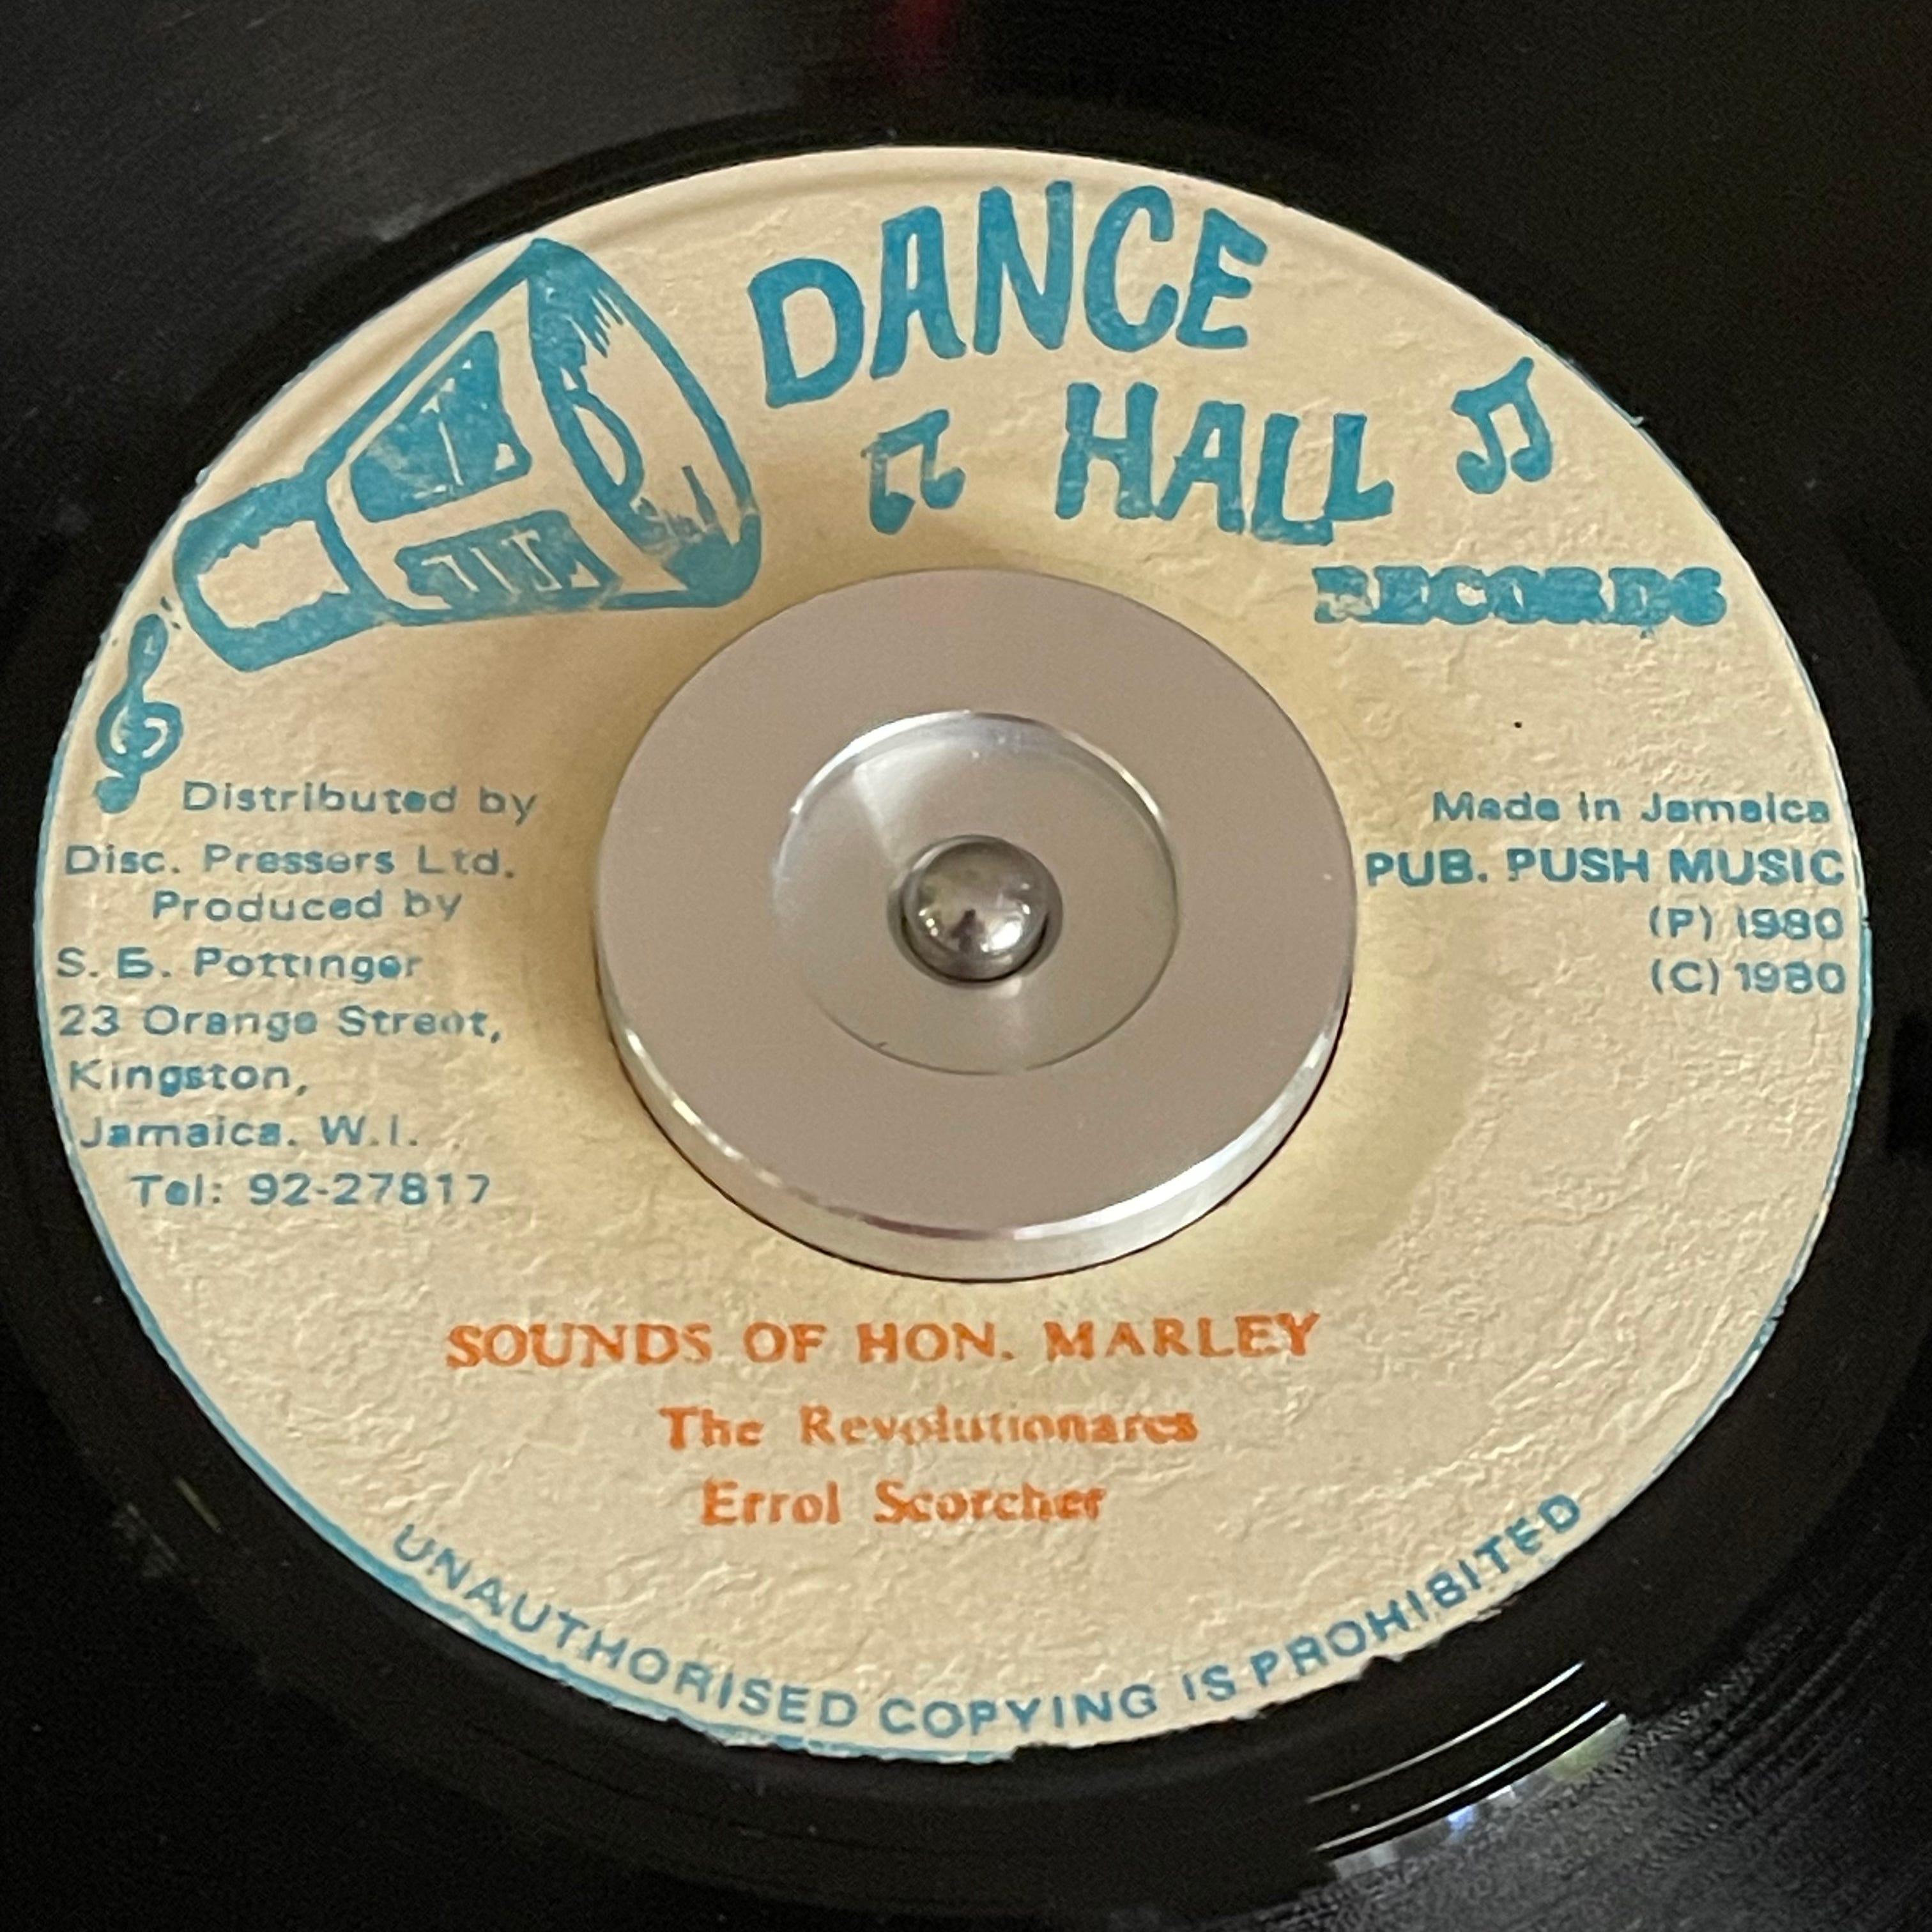 DANCE
HALL
RECORDS
Distributed by
Disc. Pressers Ltd.
Produced by
S. E. Pottinger
23 Orange Street,
Kingston,
Jamaica. W.I.
Tel: 92-27817
Made in Jamaica
PUB. PUSH MUSIC
(P) 1980
(C) 1980
SOUNDS OF HON. MARLEY
The Revolutionares
Errol Scorcher
UNAUTHORISED COPYING IS PROHIBITED